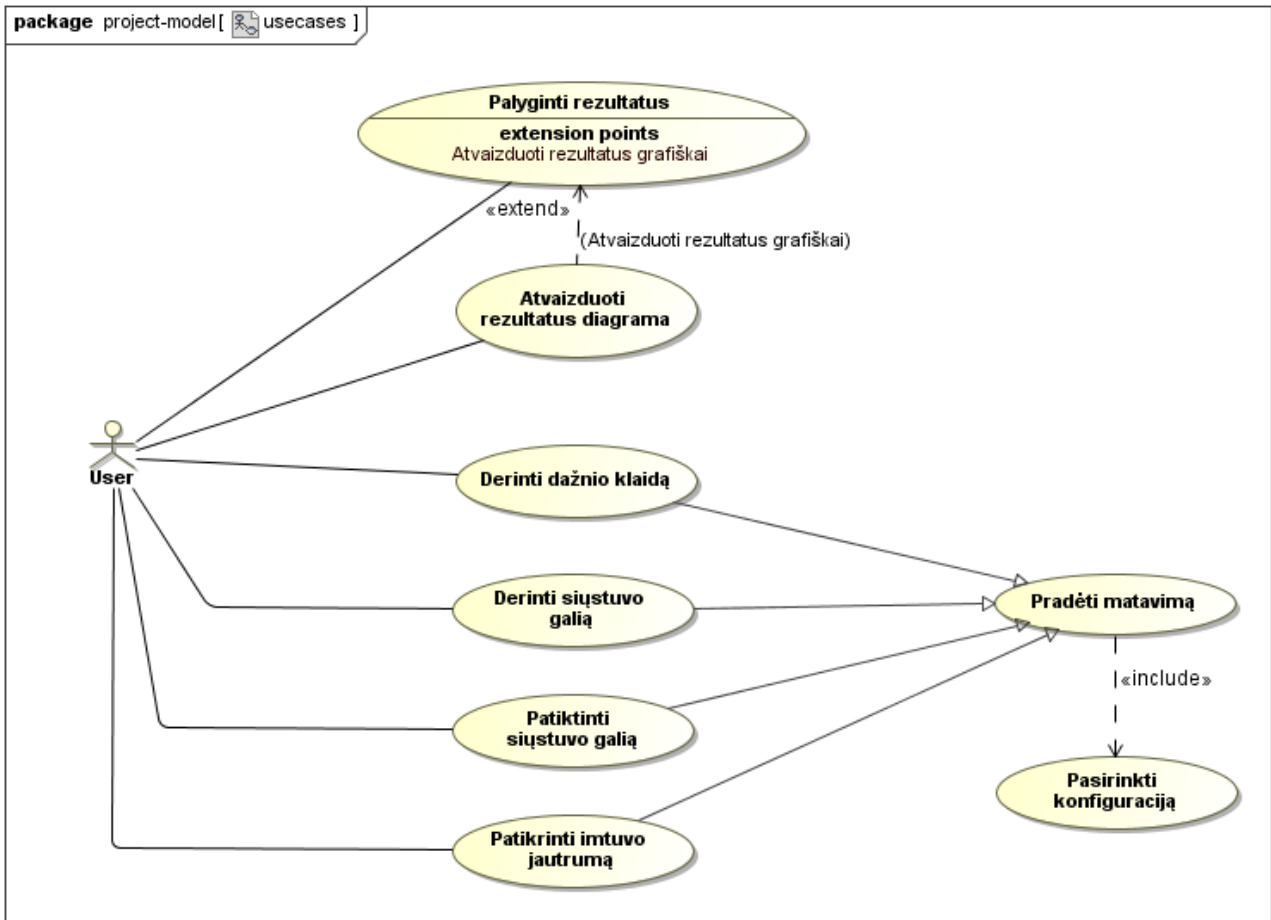 package project-model[ usecases ]
Palyginti rezultatus
extension points
Atvaizduoti rezultatus grafiškai
«extend»
(Atvaizduoti rezultatus grafiškai)
Atvaizduoti
rezultatus diagrama
User
Derinti dažnio klaidą
Derinti siųstuvo
galią
Pradėti matavimą
«include»
Patiktinti
siųstuvo galią
Pasirinkti
konfiguraciją
Patikrinti imtuvo
jautrumą